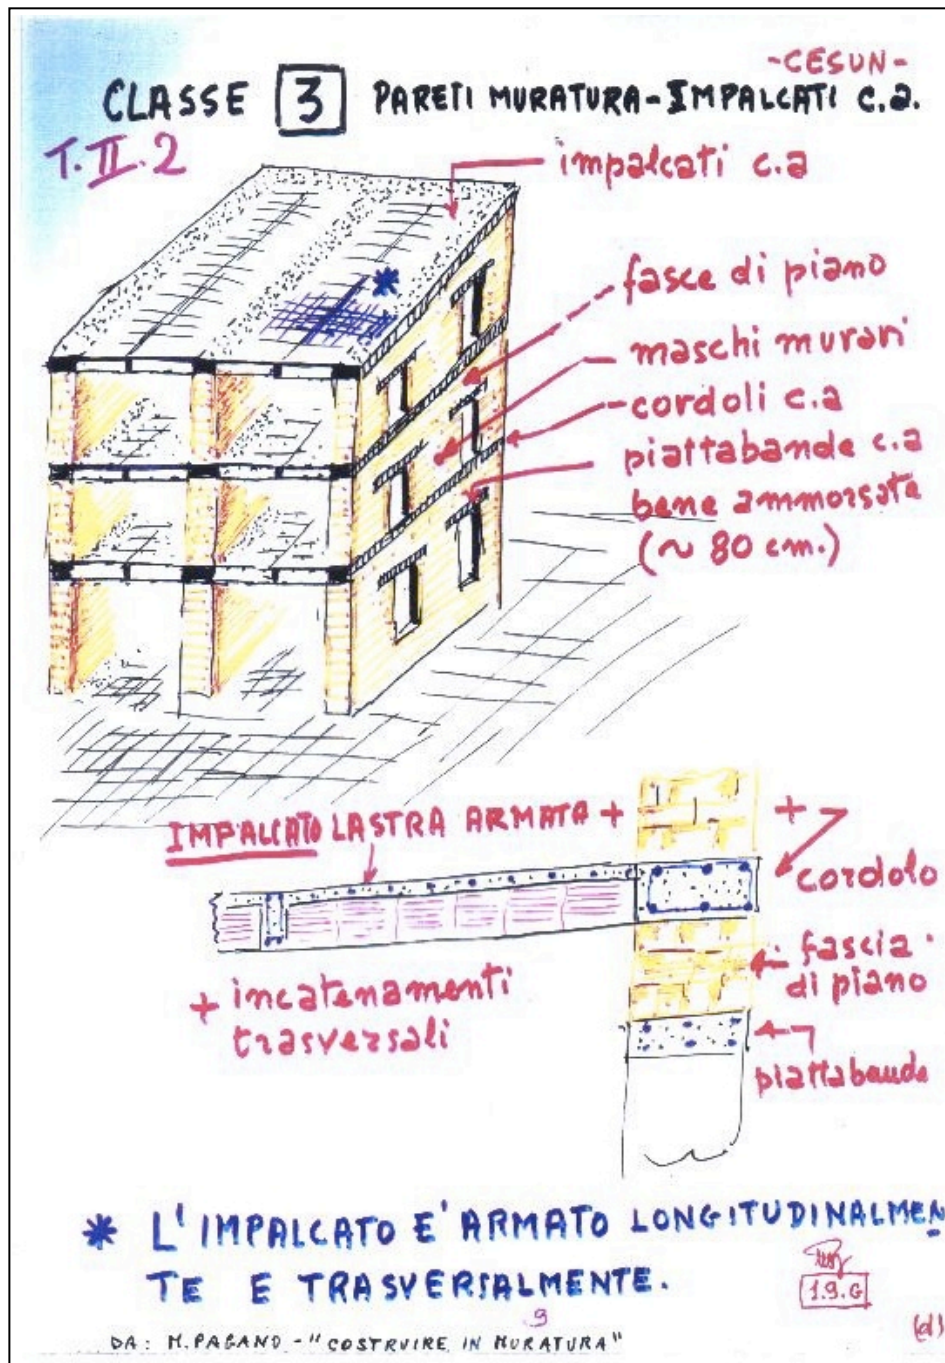 -CESUN-
CLASSE 3 PARETI MURATURA-IMPALCATI c.a.
T.II.2
impalcati c.a
fasce di piano
maschi murari
cordoli c.a
piattabande c.a
bene ammorsate
(~ 80 cm.)
IMPALCATO LASTRA ARMATA +
+
cordolo
fascia
di piano
+ incatenamenti
trasversali
piattabande
* L'IMPALCATO E' ARMATO LONGITUDINALMEN
TE E TRASVERSALMENTE.
1.9.G
9
(d)
DA: M. PAGANO - "COSTRUIRE IN MURATURA"